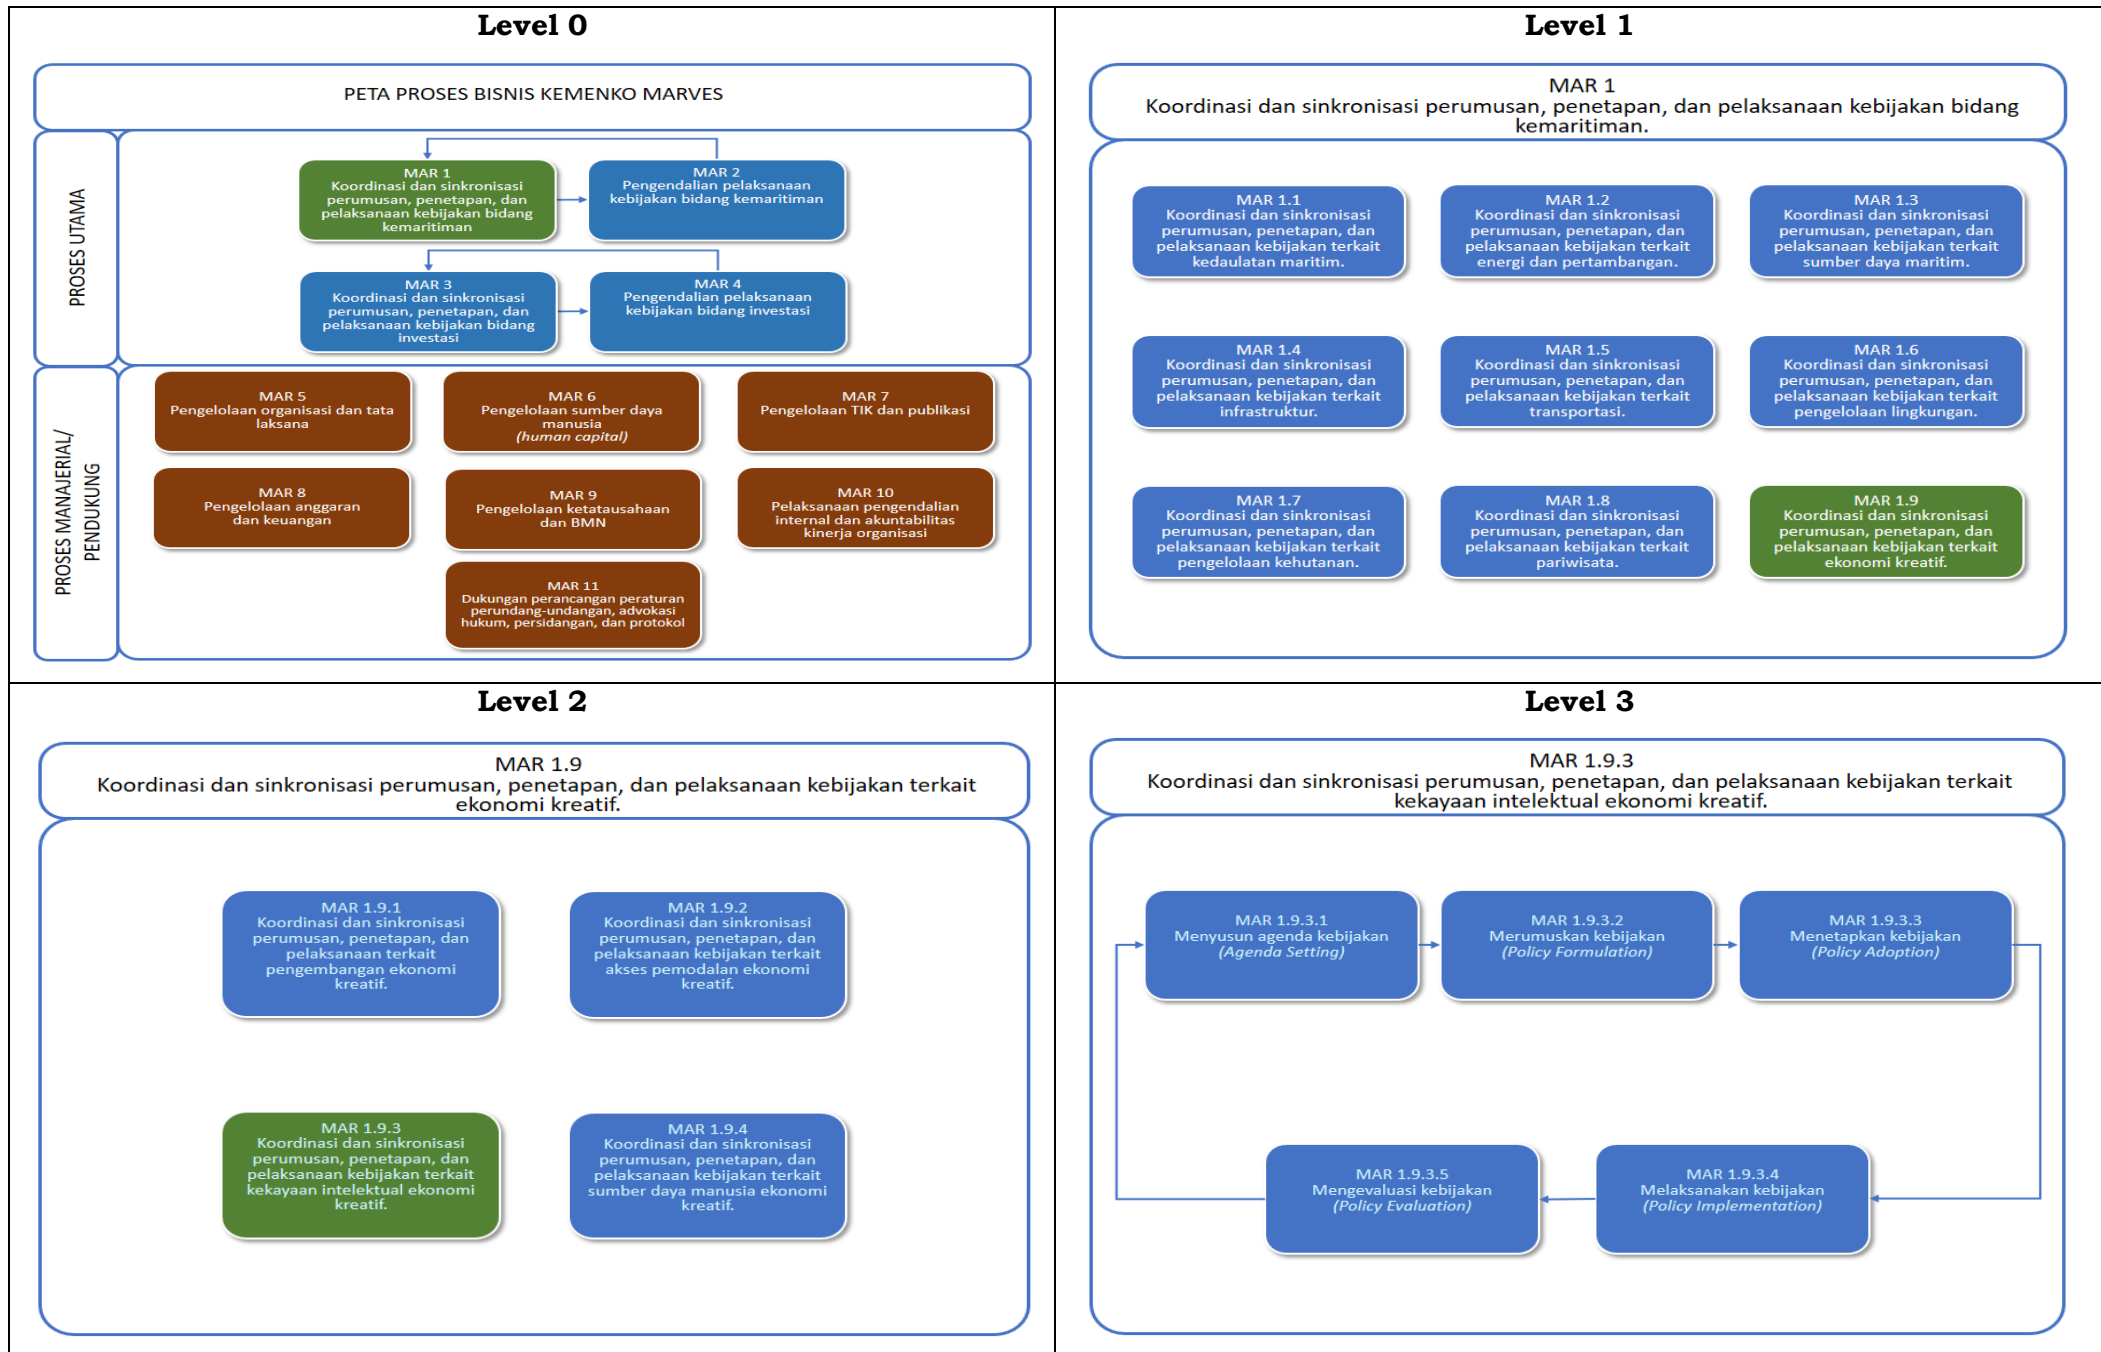 Level 0
PETA PROSES BISNIS KEMENKO MARVES
PROSES UTAMA
MAR 1
Koordinasi dan sinkronisasi
perumusan, penetapan, dan
pelaksanaan kebijakan bidang
kemaritiman
MAR 2
Pengendalian pelaksanaan
kebijakan bidang kemaritiman
MAR 3
Koordinasi dan sinkronisasi
perumusan, penetapan, dan
pelaksanaan kebijakan bidang
investasi
MAR 4
Pengendalian pelaksanaan
kebijakan bidang investasi
PROSES MANAJERIAL/
PENDUKUNG
MAR 5
Pengelolaan organisasi dan tata
laksana
MAR 6
Pengelolaan sumber daya
manusia
(human capital)
MAR 7
Pengelolaan TIK dan publikasi
MAR 8
Pengelolaan anggaran
dan keuangan
MAR 9
Pengelolaan ketatausahaan
dan BMN
MAR 10
Pelaksanaan pengendalian
internal dan akuntabilitas
kinerja organisasi
MAR 11
Dukungan perancangan peraturan
perundang-undangan, advokasi
hukum, persidangan, dan protokol
Level 1
MAR 1
Koordinasi dan sinkronisasi perumusan, penetapan, dan pelaksanaan kebijakan bidang
kemaritiman.
MAR 1.1
Koordinasi dan sinkronisasi
perumusan, penetapan, dan
pelaksanaan kebijakan terkait
kedaulatan maritim.
MAR 1.2
Koordinasi dan sinkronisasi
perumusan, penetapan, dan
pelaksanaan kebijakan terkait
energi dan pertambangan.
MAR 1.3
Koordinasi dan sinkronisasi
perumusan, penetapan, dan
pelaksanaan kebijakan terkait
sumber daya maritim.
MAR 1.4
Koordinasi dan sinkronisasi
perumusan, penetapan, dan
pelaksanaan kebijakan terkait
infrastruktur.
MAR 1.5
Koordinasi dan sinkronisasi
perumusan, penetapan, dan
pelaksanaan kebijakan terkait
transportasi.
MAR 1.6
Koordinasi dan sinkronisasi
perumusan, penetapan, dan
pelaksanaan kebijakan terkait
pengelolaan lingkungan.
MAR 1.7
Koordinasi dan sinkronisasi
perumusan, penetapan, dan
pelaksanaan kebijakan terkait
pengelolaan kehutanan.
MAR 1.8
Koordinasi dan sinkronisasi
perumusan, penetapan, dan
pelaksanaan kebijakan terkait
pariwisata.
MAR 1.9
Koordinasi dan sinkronisasi
perumusan, penetapan, dan
pelaksanaan kebijakan terkait
ekonomi kreatif.
Level 2
MAR 1.9
Koordinasi dan sinkronisasi perumusan, penetapan, dan pelaksanaan kebijakan terkait
ekonomi kreatif.
MAR 1.9.1
Koordinasi dan sinkronisasi
perumusan, penetapan, dan
pelaksanaan terkait
pengembangan ekonomi
kreatif.
MAR 1.9.2
Koordinasi dan sinkronisasi
perumusan, penetapan, dan
pelaksanaan kebijakan terkait
akses pemodalan ekonomi
kreatif.
MAR 1.9.3
Koordinasi dan sinkronisasi
perumusan, penetapan, dan
pelaksanaan kebijakan terkait
kekayaan intelektual ekonomi
kreatif.
MAR 1.9.4
Koordinasi dan sinkronisasi
perumusan, penetapan, dan
pelaksanaan kebijakan terkait
sumber daya manusia ekonomi
kreatif.
Level 3
MAR 1.9.3
Koordinasi dan sinkronisasi perumusan, penetapan, dan pelaksanaan kebijakan terkait
kekayaan intelektual ekonomi kreatif.
MAR 1.9.3.1
Menyusun agenda kebijakan
(Agenda Setting)
MAR 1.9.3.2
Merumuskan kebijakan
(Policy Formulation)
MAR 1.9.3.3
Menetapkan kebijakan
(Policy Adoption)
MAR 1.9.3.5
Mengevaluasi kebijakan
(Policy Evaluation)
MAR 1.9.3.4
Melaksanakan kebijakan
(Policy Implementation)